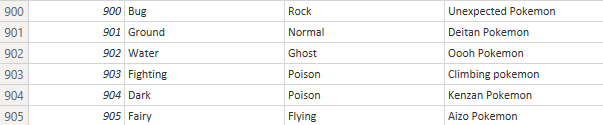 900 900 Bug Rock Unexpected Pokemon
901 901 Ground Normal Deitan Pokemon
902 902 Water Ghost Oooh Pokemon
903 903 Fighting Poison Climbing pokemon
904 904 Dark Poison Kenzan Pokemon
905 905 Fairy Flying Aizo Pokemon